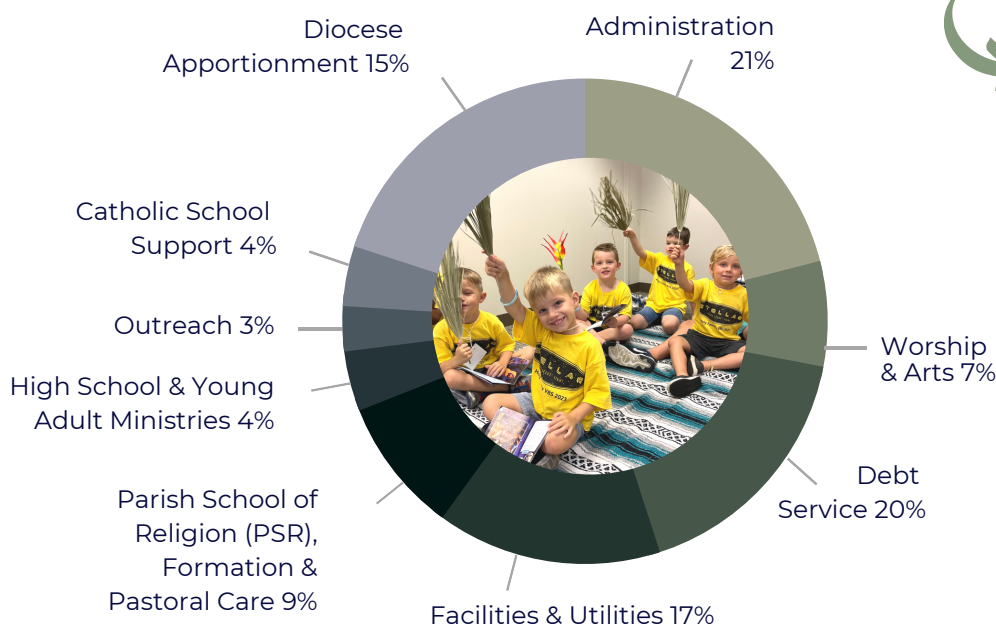 Diocese
Apportionment 15%
Administration
21%
Catholic School
Support 4%
Outreach 3%
High School & Young
Adult Ministries 4%
Worship
& Arts 7%
Debt
Service 20%
Parish School of
Religion (PSR),
Formation &
Pastoral Care 9%
Facilities & Utilities 17%